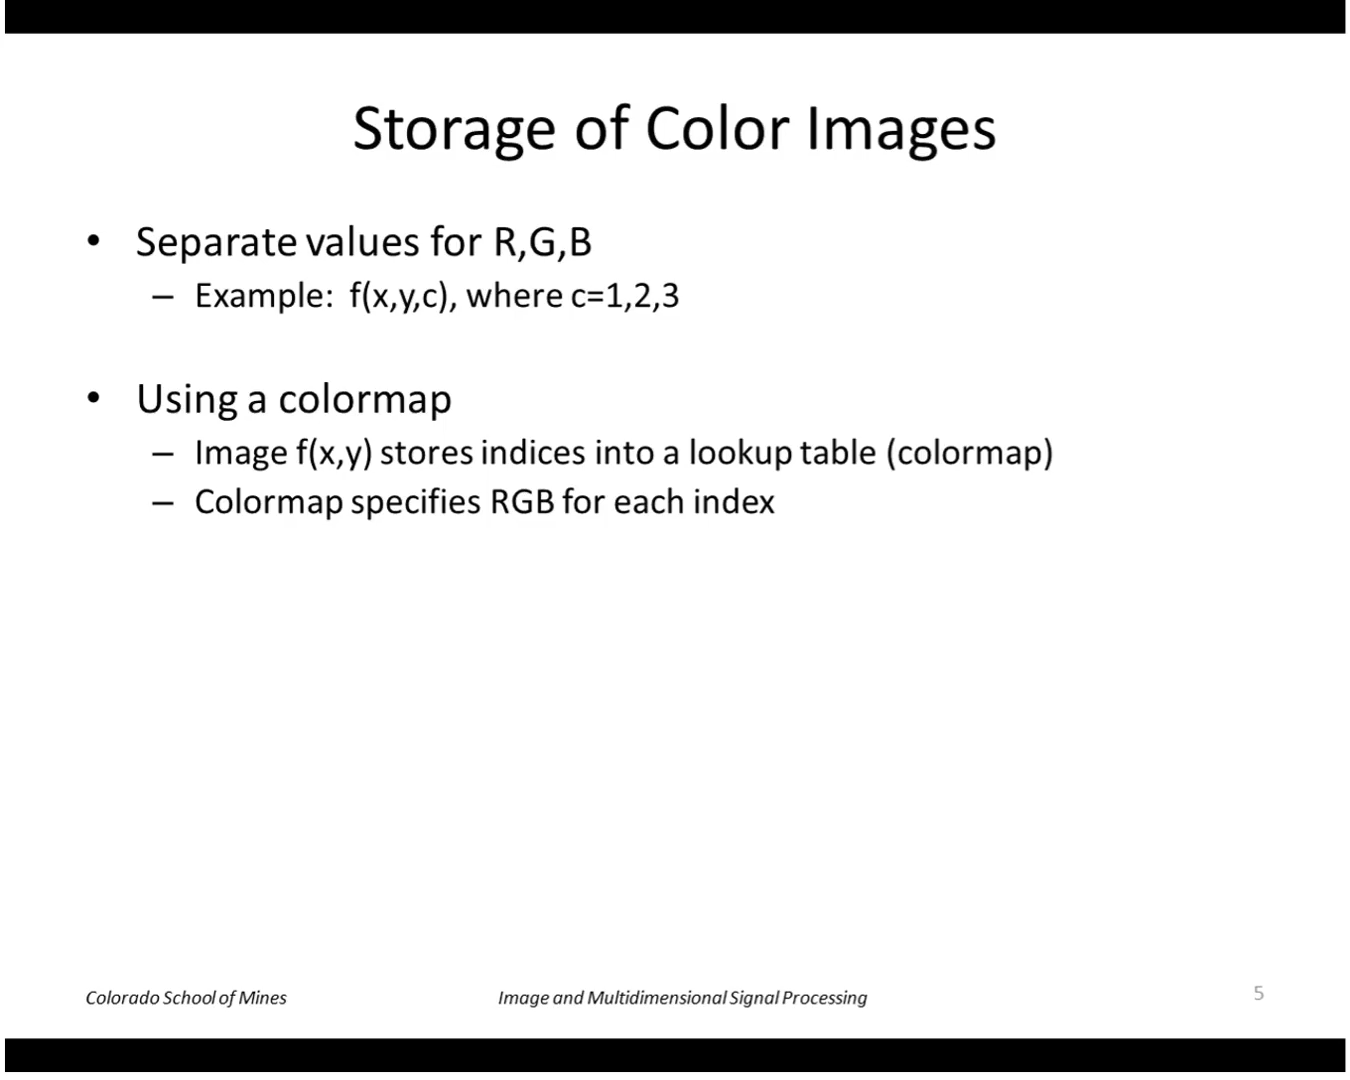 Storage of Color Images
• Separate values for R,G,B
– Example: f(x,y,c), where c=1,2,3
• Using a colormap
– Image f(x,y) stores indices into a lookup table (colormap)
– Colormap specifies RGB for each index
Colorado School of Mines
Image and Multidimensional Signal Processing
5